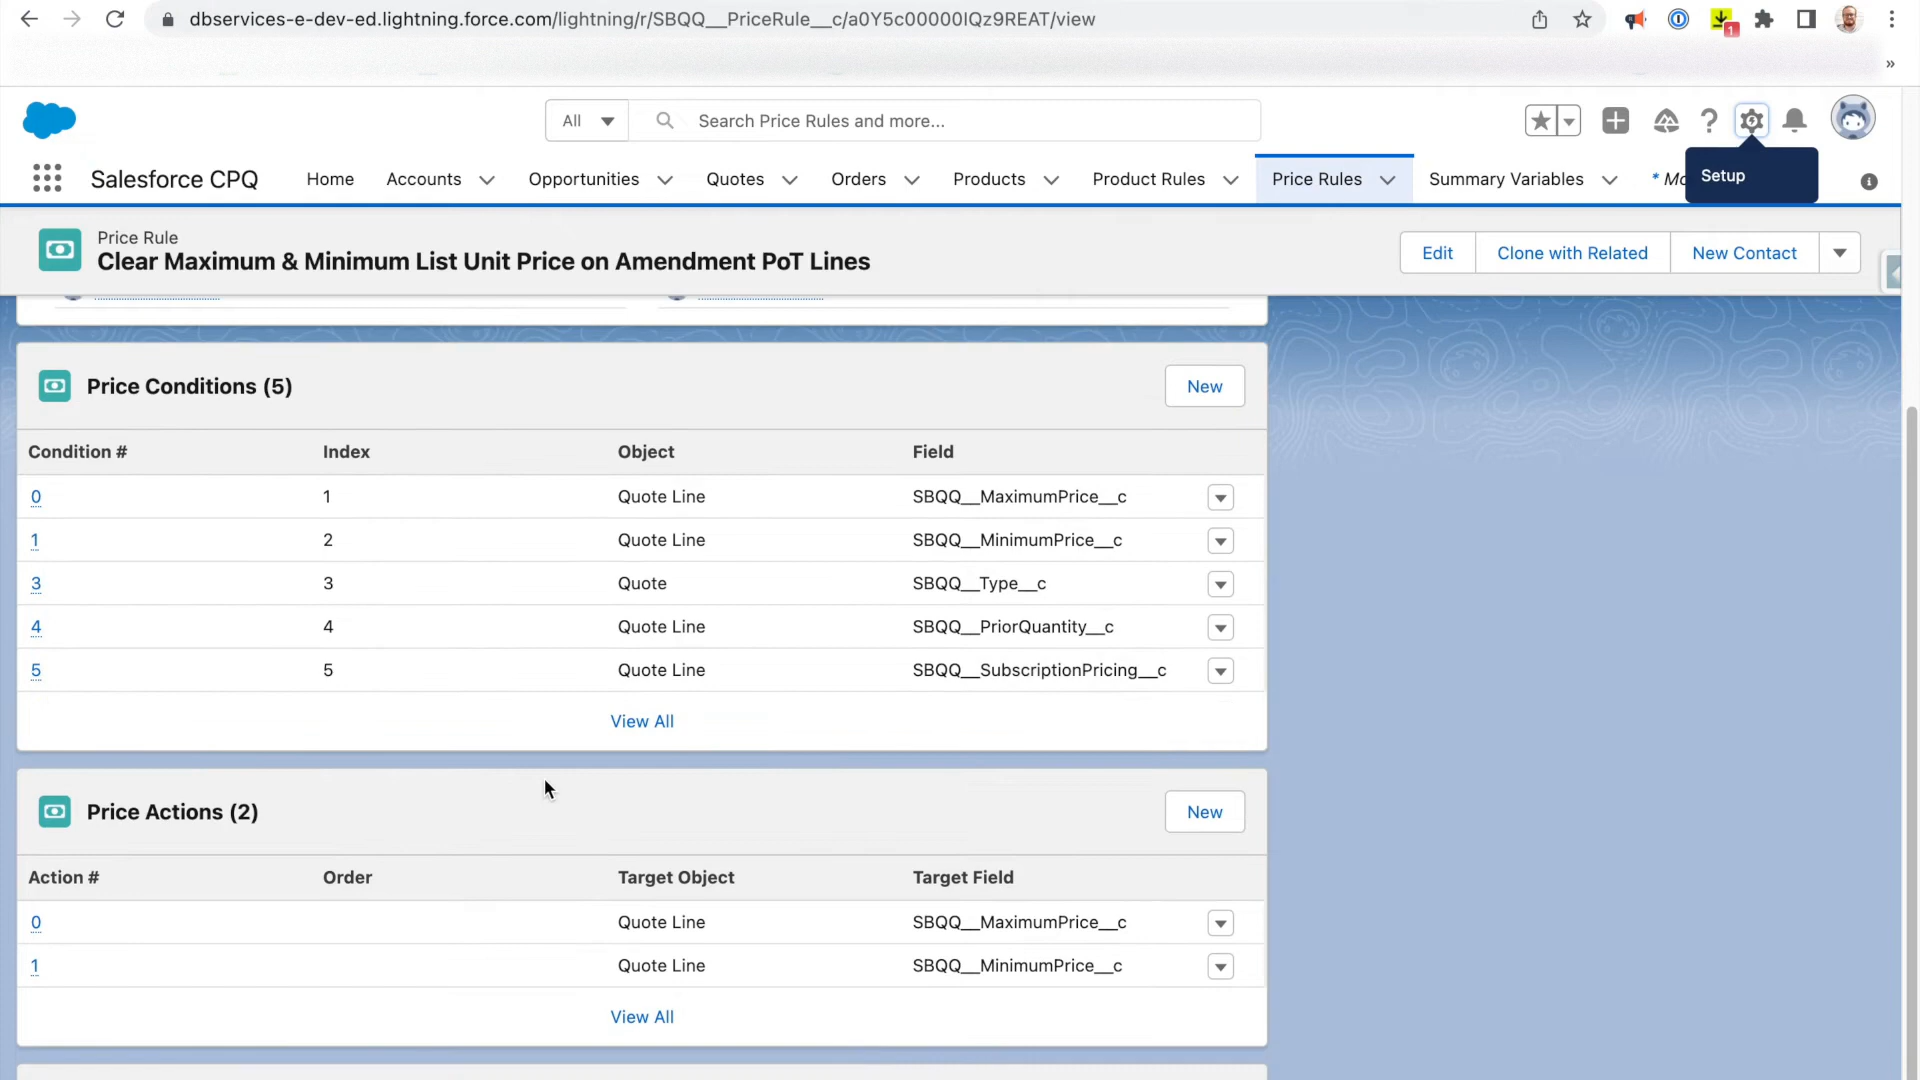 dbservices-e-dev-ed.lightning.force.com/lightning/r/SBQQ__PriceRule__c/a0Y5c00000IQz9REAT/view
1
»
All
Search Price Rules and more...
Salesforce CPQ
Home
Accounts
Opportunities
Quotes
Orders
Products
Product Rules
Price Rules
Summary Variables
* Mo
Setup
Price Rule
Clear Maximum & Minimum List Unit Price on Amendment PoT Lines
Edit
Clone with Related
New Contact
Price Conditions (5)
New
Condition # Index Object Field
0 1 Quote Line SBQQ__MaximumPrice__c
1 2 Quote Line SBQQ__MinimumPrice__c
3 3 Quote SBQQ__Type__c
4 4 Quote Line SBQQ__PriorQuantity__c
5 5 Quote Line SBQQ__SubscriptionPricing__c
View All
Price Actions (2)
New
Action # Order Target Object Target Field
0 Quote Line SBQQ__MaximumPrice__c
1 Quote Line SBQQ__MinimumPrice__c
View All